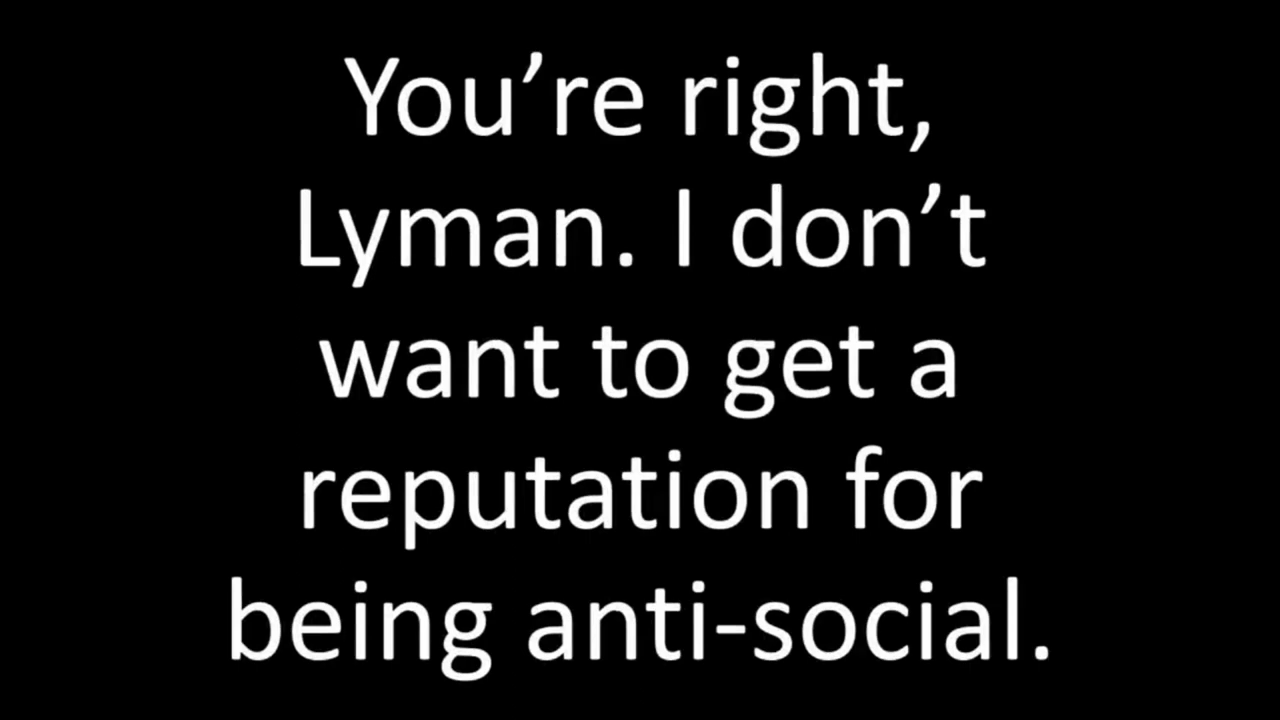 You’re right,
Lyman. I don’t
want to get a
reputation for
being anti-social.